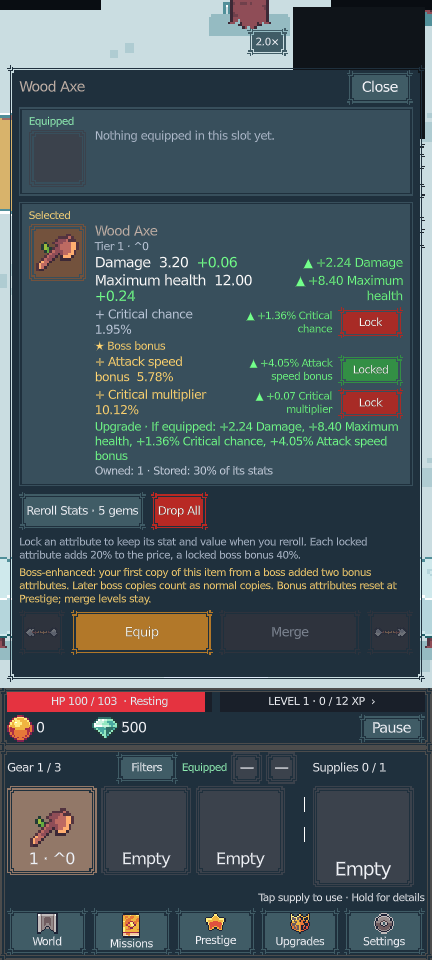 2.0×
Wood Axe
Close
Equipped
Nothing equipped in this slot yet.
Selected
Wood Axe
Tier 1 · ^0
Damage 3.20 +0.06
▲ +2.24 Damage
Maximum health 12.00
+0.24
▲ +8.40 Maximum
health
+ Critical chance
1.95%
▲ +1.36% Critical
chance
Lock
★ Boss bonus
+ Attack speed
bonus 5.78%
▲ +4.05% Attack
speed bonus
Locked
+ Critical multiplier
10.12%
▲ +0.07 Critical
multiplier
Lock
Upgrade · If equipped: +2.24 Damage, +8.40 Maximum
health, +1.36% Critical chance, +4.05% Attack speed
bonus
Owned: 1 · Stored: 30% of its stats
Reroll Stats · 5 gems
Drop All
Lock an attribute to keep its stat and value when you reroll. Each locked
attribute adds 20% to the price, a locked boss bonus 40%.
Boss-enhanced: your first copy of this item from a boss added two bonus
attributes. Later boss copies count as normal copies. Bonus attributes reset at
Prestige; merge levels stay.
Equip
Merge
HP 100 / 103 · Resting
LEVEL 1 · 0 / 12 XP ›
0
500
Pause
Gear 1 / 3
Filters
Equipped
—
—
Supplies 0 / 1
1 · ^0
Empty
Empty
Empty
Tap supply to use · Hold for details
World
Missions
Prestige
Upgrades
Settings